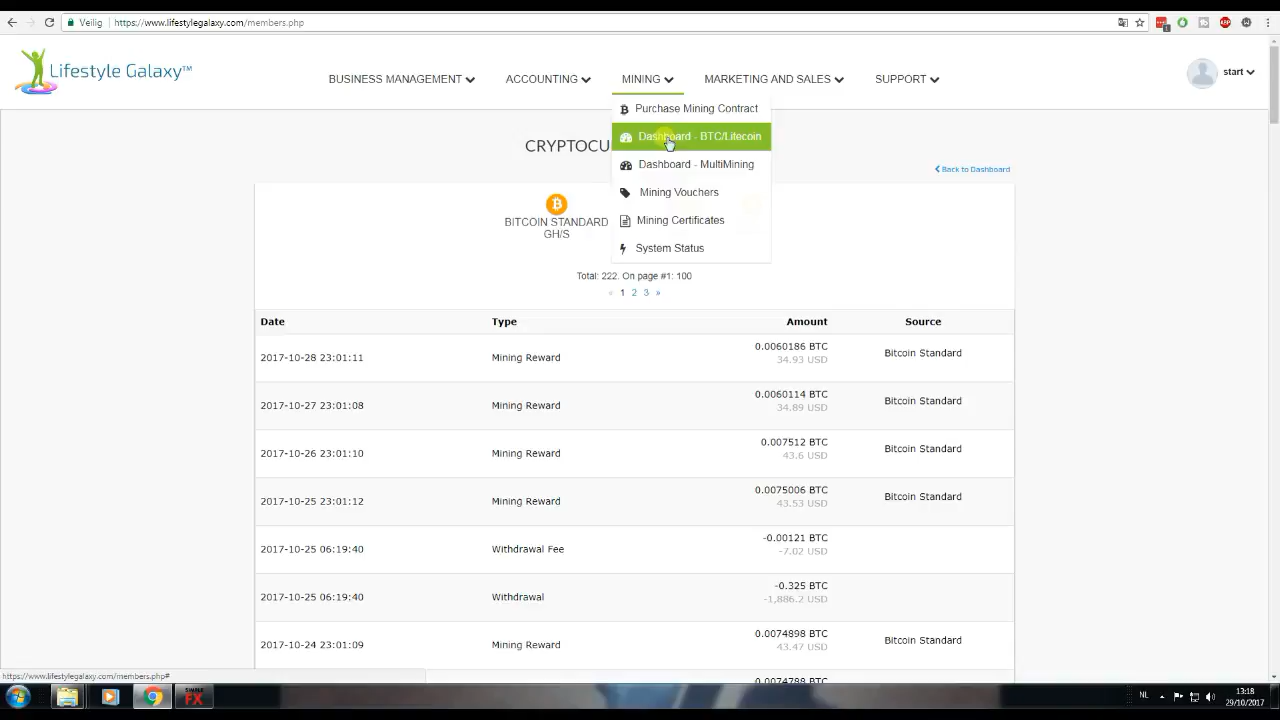 Veilig
https://www.lifestylegalaxy.com/members.php
Lifestyle Galaxy™
BUSINESS MANAGEMENT
ACCOUNTING
MINING
MARKETING AND SALES
SUPPORT
start
Purchase Mining Contract
Dashboard - BTC/Litecoin
Dashboard - MultiMining
Mining Vouchers
Mining Certificates
System Status
CRYPTOCU
Back to Dashboard
BITCOIN STANDARD
GH/S
Total: 222. On page #1: 100
« 1 2 3 »
Date Type Amount Source
2017-10-28 23:01:11 Mining Reward 0.0060186 BTC Bitcoin Standard
34.93 USD
2017-10-27 23:01:08 Mining Reward 0.0060114 BTC Bitcoin Standard
34.89 USD
2017-10-26 23:01:10 Mining Reward 0.007512 BTC Bitcoin Standard
43.6 USD
2017-10-25 23:01:12 Mining Reward 0.0075006 BTC Bitcoin Standard
43.53 USD
2017-10-25 06:19:40 Withdrawal Fee -0.00121 BTC
-7.02 USD
2017-10-25 06:19:40 Withdrawal -0.325 BTC
-1,886.2 USD
2017-10-24 23:01:09 Mining Reward 0.0074898 BTC Bitcoin Standard
43.47 USD
0.0074788 BTC
https://www.lifestylegalaxy.com/members.php#
SIMPLE
FX
NL
13:18
29/10/2017